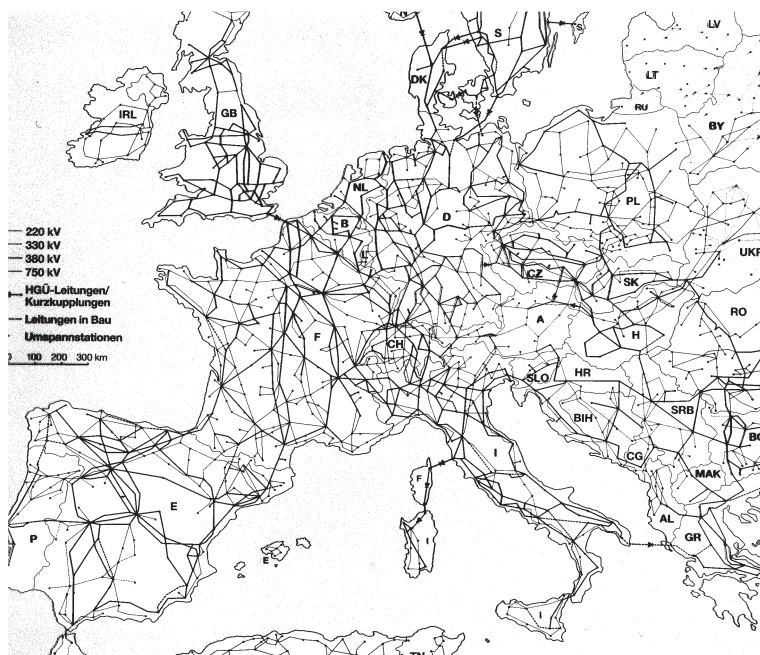 N
S
S
LV
DK
LT
RU
IRL
GB
BY
NL
PL
B
D
L
220 kV
330 kV
380 kV
750 kV
UKR
CZ
SK
HGÜ-Leitungen/
Kurzkupplungen
RO
A
Leitungen in Bau
F
H
Umspannstationen
CH
0 100 200 300 km
HR
SLO
SRB
BIH
BG
I
CG
MAK
F
E
AL
P
GR
I
E
I
TN